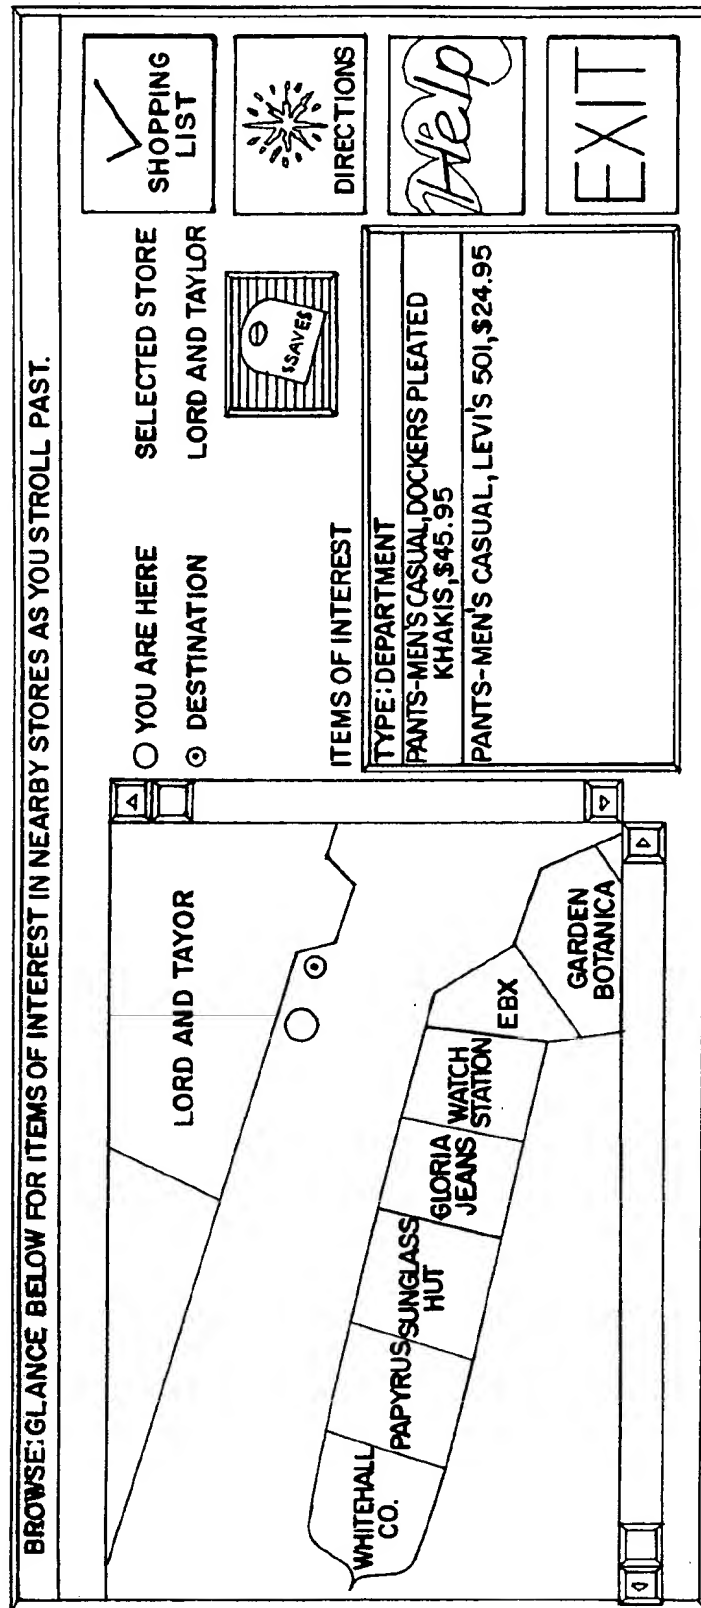 BROWSE: GLANCE BELOW FOR ITEMS OF INTEREST IN NEARBY STORES AS YOU STROLL PAST.
LORD AND TAYOR
WHITEHALL
CO.
PAPYRUS
SUNGLASS
HUT
GLORIA
JEANS
WATCH
STATION
EBX
GARDEN
BOTANICA
YOU ARE HERE
DESTINATION
SELECTED STORE
LORD AND TAYLOR
$SAVE$
ITEMS OF INTEREST
TYPE: DEPARTMENT
PANTS-MEN'S CASUAL, DOCKERS PLEATED
KHAKIS, $45.95
PANTS-MEN'S CASUAL, LEVI'S 501, $24.95
SHOPPING
LIST
DIRECTIONS
Help
EXIT